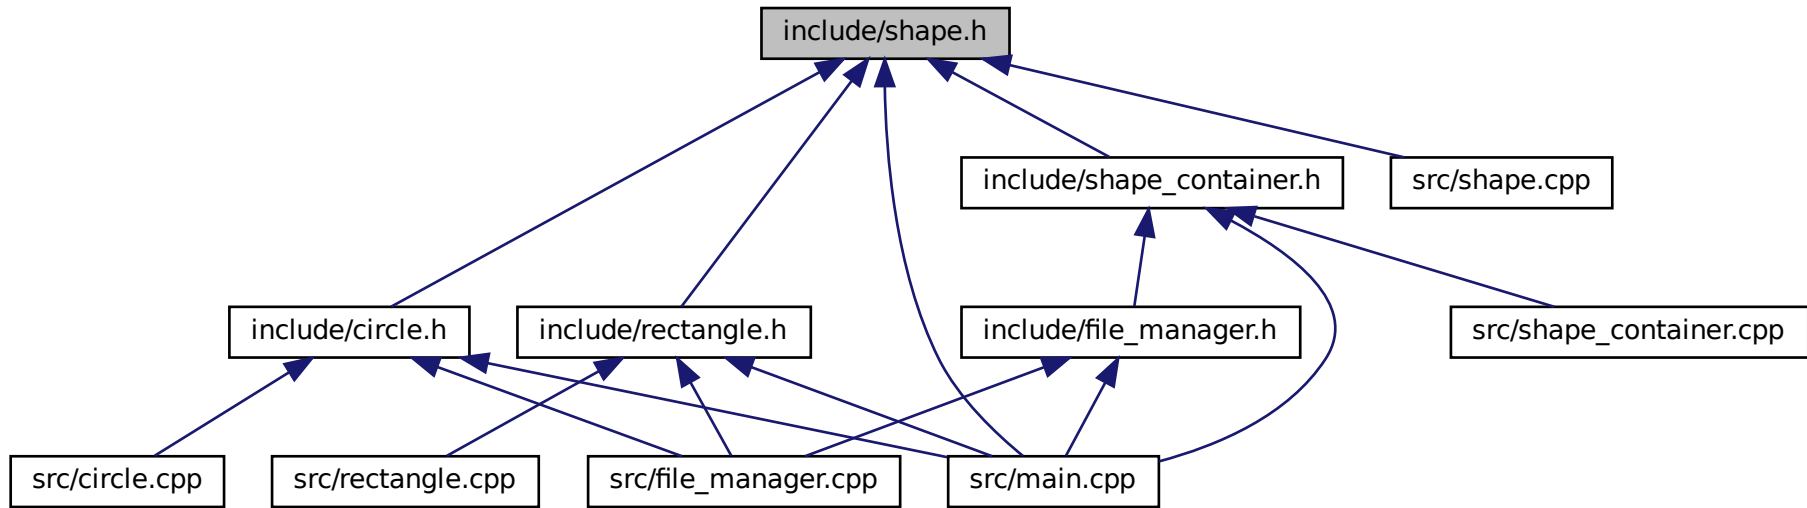 include/shape.h
include/shape_container.h
src/shape.cpp
include/circle.h
include/rectangle.h
include/file_manager.h
src/shape_container.cpp
src/circle.cpp
src/rectangle.cpp
src/file_manager.cpp
src/main.cpp